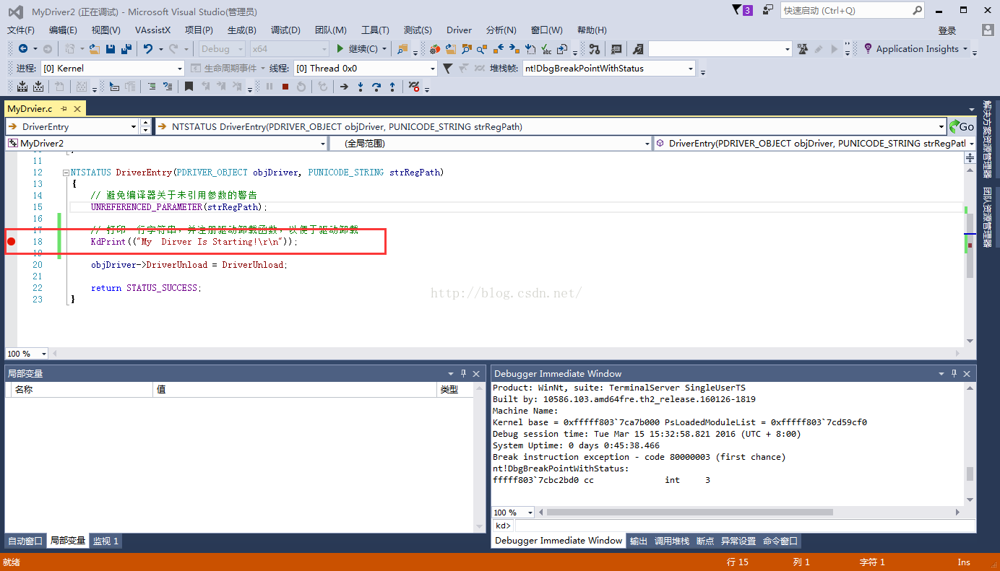 MyDriver2 (正在调试) - Microsoft Visual Studio(管理员)
3
快速启动 (Ctrl+Q)
文件(F) 编辑(E) 视图(V) VAssistX 项目(P) 生成(B) 调试(D) 团队(M) 工具(T) 测试(S) Driver 分析(N) 窗口(W) 帮助(H) 登录
Debug x64 继续(C) Application Insights
进程: [0] Kernel 生命周期事件 线程: [0] Thread 0x0 堆栈帧: nt!DbgBreakPointWithStatus
MyDrvier.c
DriverEntry NTSTATUS DriverEntry(PDRIVER_OBJECT objDriver, PUNICODE_STRING strRegPath) Go
MyDriver2 (全局范围) DriverEntry(PDRIVER_OBJECT objDriver, PUNICODE_STRING strRegPatl
11
12 NTSTATUS DriverEntry(PDRIVER_OBJECT objDriver, PUNICODE_STRING strRegPath)
13 {
14 // 避免编译器关于未引用参数的警告
15 UNREFERENCED_PARAMETER(strRegPath);
16
17 // 打印一行字符串，并注册驱动卸载函数，以便于驱动卸载
18 KdPrint(("My  Dirver Is Starting!\r\n"));
19
20 objDriver->DriverUnload = DriverUnload;
21
22 return STATUS_SUCCESS;
23 }
http://blog.csdn.net/
100 %
解决方案资源管理器
团队资源管理器
局部变量
名称 值 类型
自动窗口 局部变量 监视 1
Debugger Immediate Window
Product: WinNt, suite: TerminalServer SingleUserTS
Built by: 10586.103.amd64fre.th2_release.160126-1819
Machine Name:
Kernel base = 0xfffff803`7ca7b000 PsLoadedModuleList = 0xfffff803`7cd59cf0
Debug session time: Tue Mar 15 15:32:58.821 2016 (UTC + 8:00)
System Uptime: 0 days 0:45:38.466
Break instruction exception - code 80000003 (first chance)
nt!DbgBreakPointWithStatus:
fffff803`7cbc2bd0 cc int 3
100 %
kd>
Debugger Immediate Window 输出 调用堆栈 断点 异常设置 命令窗口
就绪 行 15 列 1 字符 1 Ins